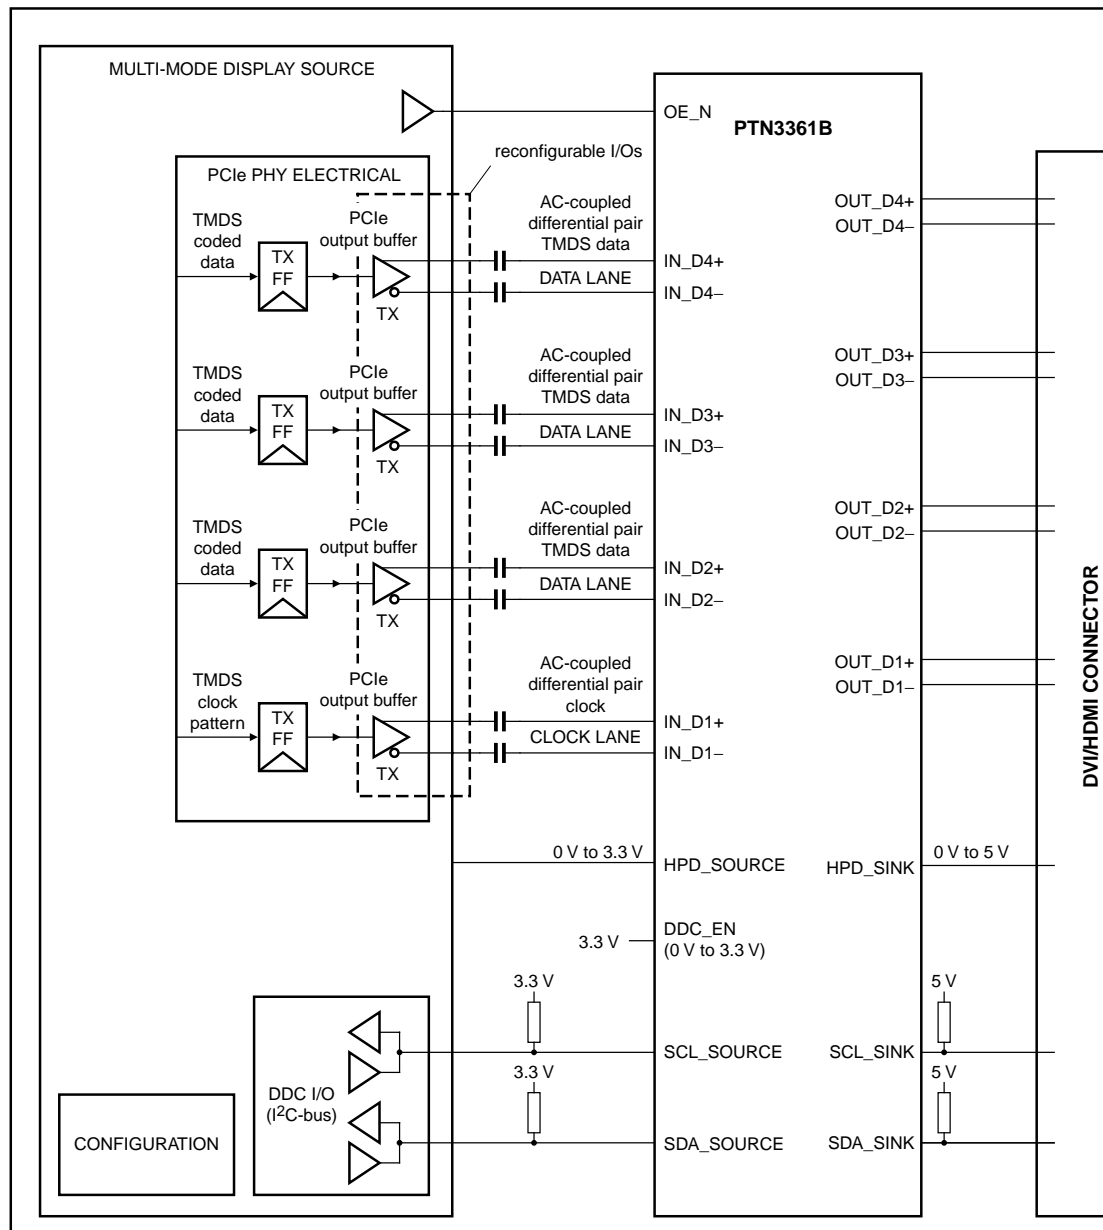 MULTI-MODE DISPLAY SOURCE
OE_N
PTN3361B
reconfigurable I/Os
PCIe PHY ELECTRICAL
TMDS
coded
data
TX
FF
PCIe
output buffer
TX
AC-coupled
differential pair
TMDS data
DATA LANE
IN_D4+
IN_D4−
OUT_D4+
OUT_D4−
TMDS
coded
data
TX
FF
PCIe
output buffer
TX
AC-coupled
differential pair
TMDS data
DATA LANE
IN_D3+
IN_D3−
OUT_D3+
OUT_D3−
TMDS
coded
data
TX
FF
PCIe
output buffer
TX
AC-coupled
differential pair
TMDS data
DATA LANE
IN_D2+
IN_D2−
OUT_D2+
OUT_D2−
TMDS
clock
pattern
TX
FF
PCIe
output buffer
TX
AC-coupled
differential pair
clock
CLOCK LANE
IN_D1+
IN_D1−
OUT_D1+
OUT_D1−
DVI/HDMI CONNECTOR
0 V to 3.3 V
HPD_SOURCE
HPD_SINK
0 V to 5 V
3.3 V
DDC_EN
(0 V to 3.3 V)
3.3 V
SCL_SOURCE
SCL_SINK
5 V
3.3 V
SDA_SOURCE
SDA_SINK
5 V
DDC I/O
(I²C-bus)
CONFIGURATION